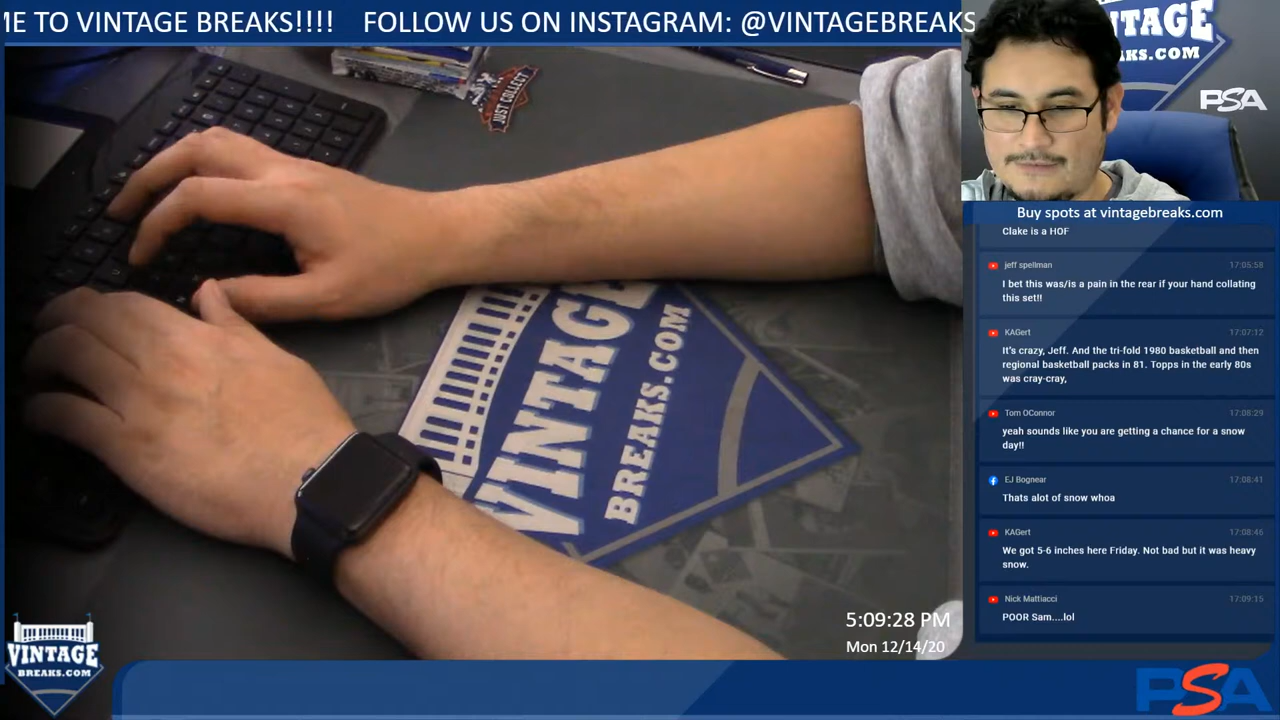 ME TO VINTAGE BREAKS!!!! FOLLOW US ON INSTAGRAM: @VINTAGEBREAKS
VINTAGE
BREAKS.COM
PSA
JUST COLLECT
Buy spots at vintagebreaks.com
Clake is a HOF
jeff spellman 17:05:58
I bet this was/is a pain in the rear if your hand collating
this set!!
KAGert 17:07:12
It's crazy, Jeff. And the tri-fold 1980 basketball and then
regional basketball packs in 81. Topps in the early 80s
was cray-cray,
Tom OConnor 17:08:29
yeah sounds like you are getting a chance for a snow
day!!
EJ Bognear 17:08:41
Thats alot of snow whoa
KAGert 17:08:46
We got 5-6 inches here Friday. Not bad but it was heavy
snow.
Nick Mattiacci 17:09:15
POOR Sam....lol
5:09:28 PM
Mon 12/14/20
VINTAGE
BREAKS.COM
PSA